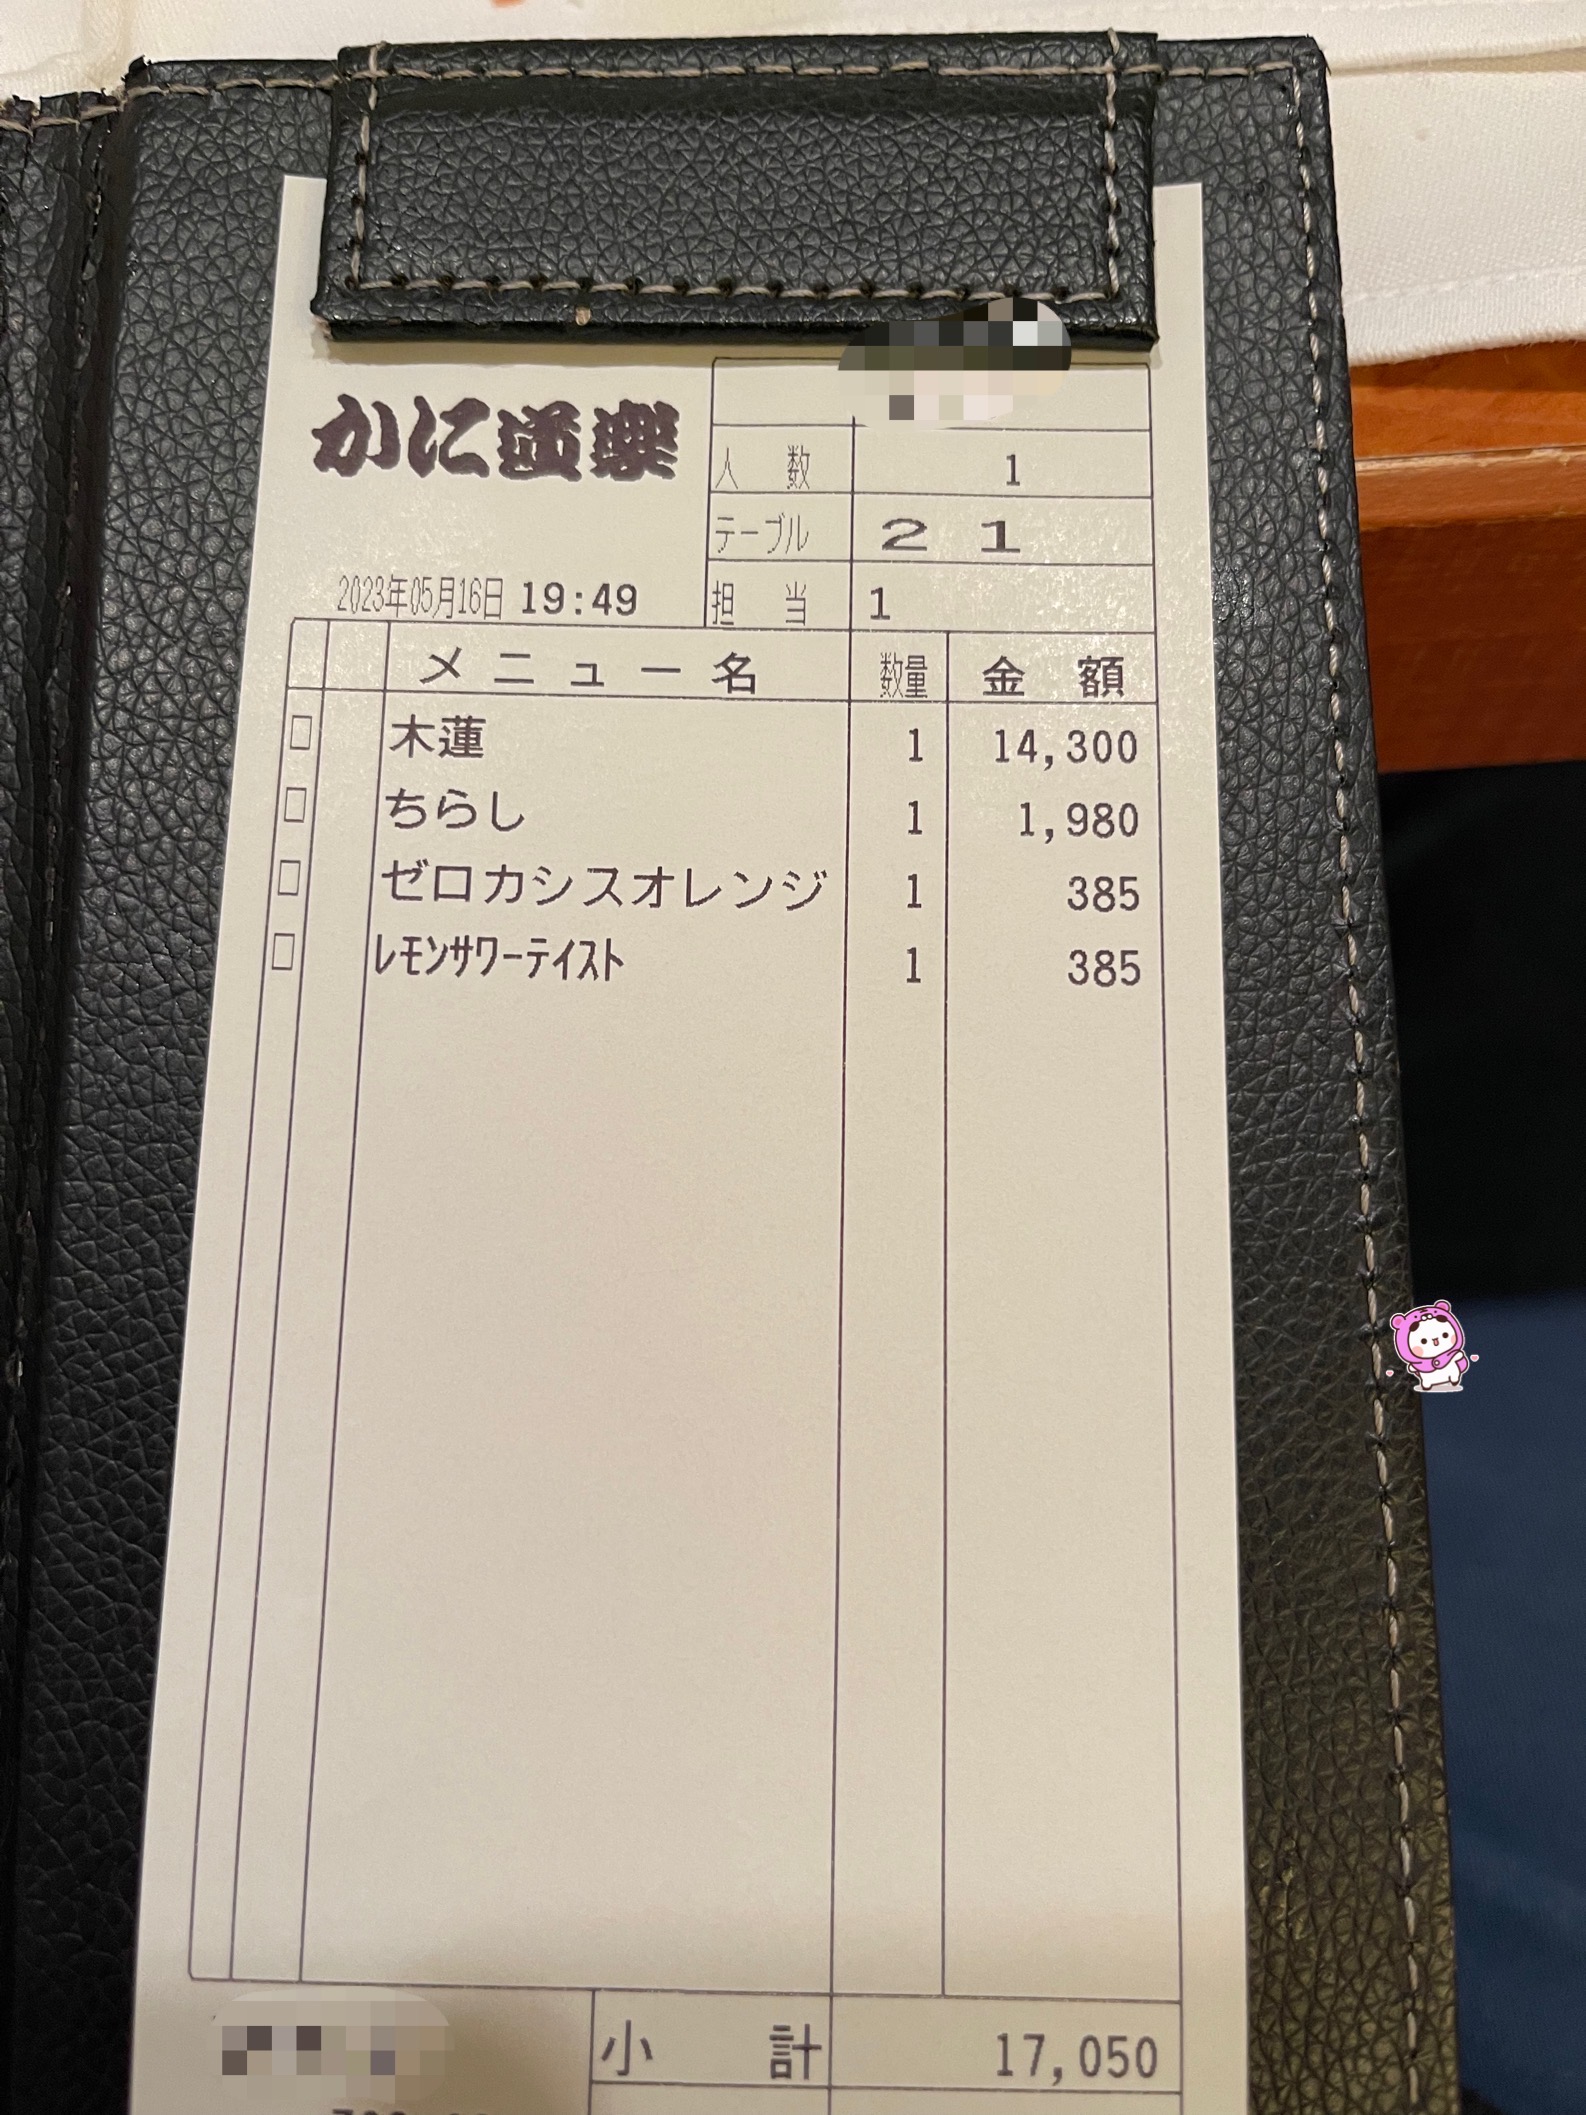 かに道楽
人数 1
テーブル 21
2023年05月16日 19:49
担当 1
メニュー名 数量 金額
木蓮 1 14,300
ちらし 1 1,980
ゼロカシスオレンジ 1 385
ﾚﾓﾝｻﾜｰﾃｲｽﾄ 1 385
小計 17,050